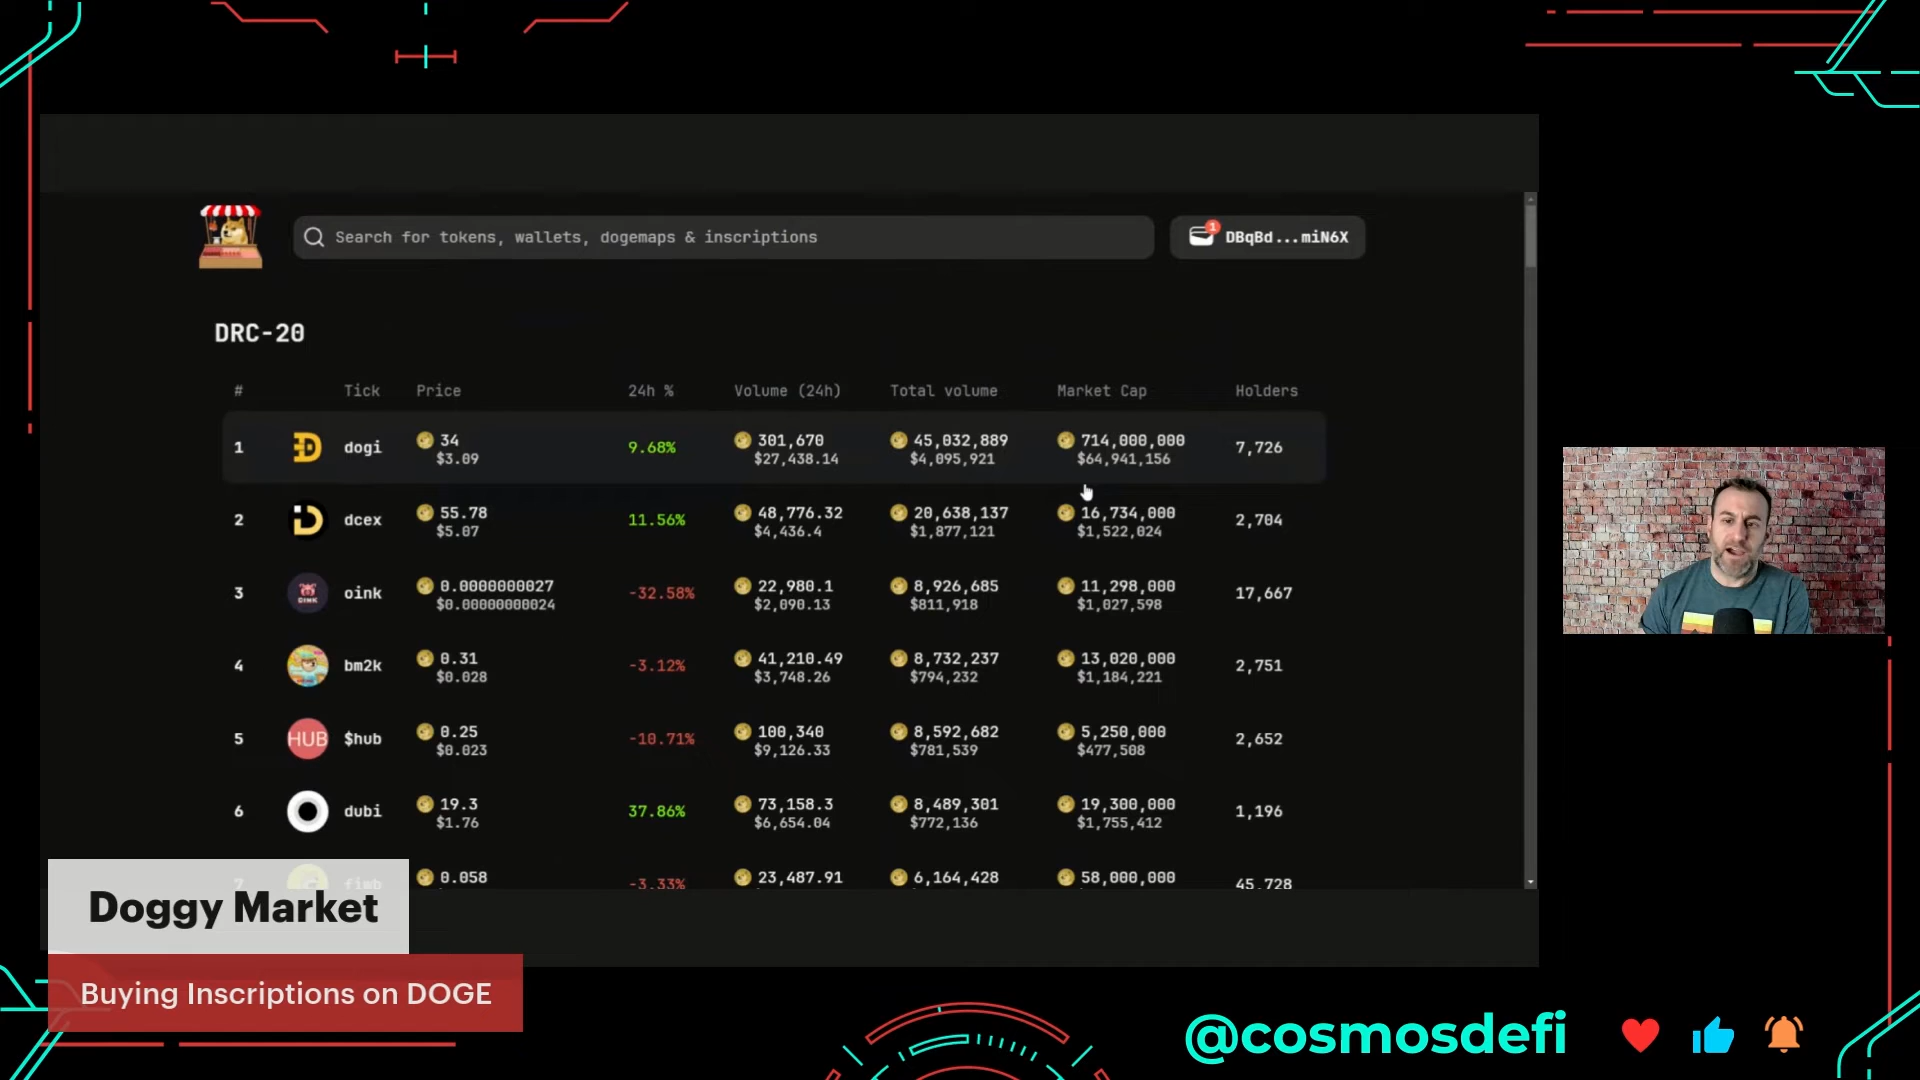 Search for tokens, wallets, dogemaps & inscriptions
1
DBqBd...miN6X
DRC-20
# Tick Price 24h % Volume (24h) Total volume Market Cap Holders
1 dogi 34 9.68% 301,670 45,032,889 714,000,000 7,726
$3.09 $27,438.14 $4,095,921 $64,941,156
2 dcex 55.78 11.56% 48,776.32 20,638,137 16,734,000 2,704
$5.07 $4,436.4 $1,877,121 $1,522,024
3 OINK oink 0.0000000027 -32.58% 22,980.1 8,926,685 11,298,000 17,667
$0.00000000024 $2,090.13 $811,918 $1,027,598
4 bm2k 0.31 -3.12% 41,210.49 8,732,237 13,020,000 2,751
$0.028 $3,748.26 $794,232 $1,184,221
5 HUB $hub 0.25 -10.71% 100,340 8,592,682 5,250,000 2,652
$0.023 $9,126.33 $781,539 $477,508
6 dubi 19.3 37.86% 73,158.3 8,489,301 19,300,000 1,196
$1.76 $6,654.04 $772,136 $1,755,412
7 fiwb 0.058 -3.33% 23,487.91 6,164,428 58,000,000 45,728
Doggy Market
Buying Inscriptions on DOGE
@cosmosdefi